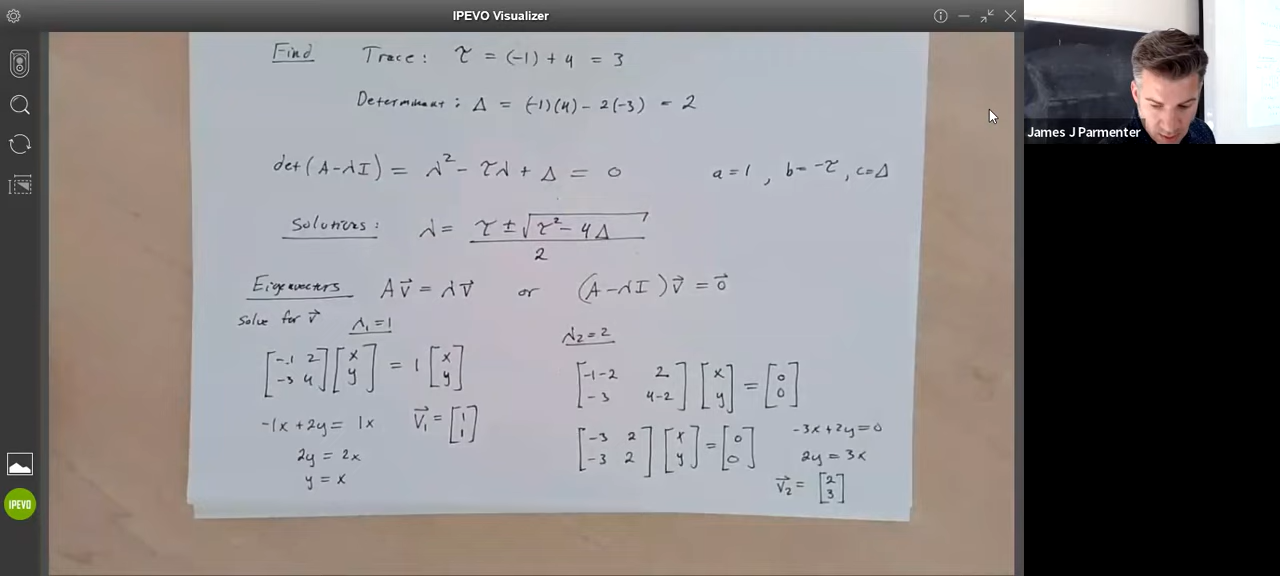 IPEVO Visualizer
Find Trace: τ = (-1) + 4 = 3
Determinant: Δ = (-1)(4) - 2(-3) = 2
det(A-λI) = λ² - τλ + Δ = 0 a=1, b=-τ, c=Δ
Solutions: λ = (τ ± √(τ² - 4Δ)) / 2
Eigenvectors Av⃗ = λv⃗ or (A-λI)v⃗ = 0⃗
Solve for v⃗ λ₁=1
[-1 2; -3 4] [x; y] = 1 [x; y]
-1x + 2y = 1x v⃗₁ = [1; 1]
2y = 2x
y = x
λ₂=2
[-1-2 2; -3 4-2] [x; y] = [0; 0]
[-3 2; -3 2] [x; y] = [0; 0] -3x+2y=0
2y = 3x
v⃗₂ = [2; 3]
James J Parmenter
IPEVO